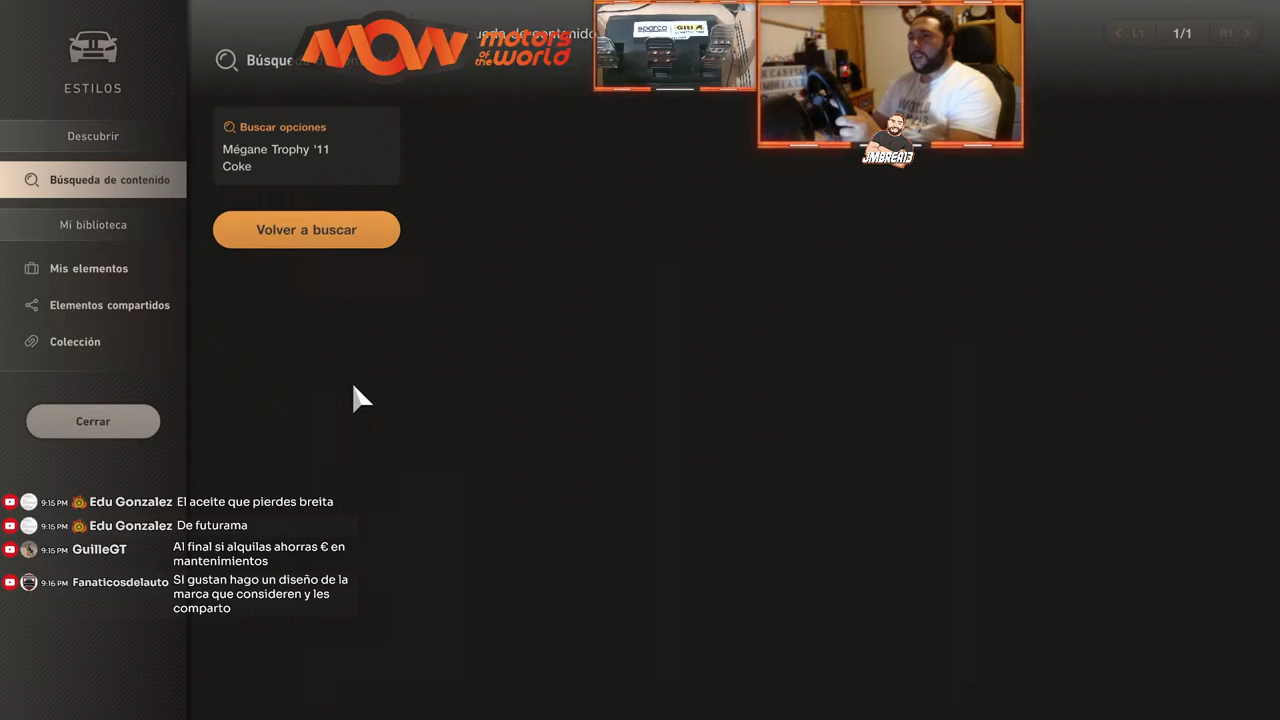 ESTILOS
Descubrir
Búsqueda de contenido
Mi biblioteca
Mis elementos
Elementos compartidos
Colección
Cerrar
MOW motors
of the world
L1 1/1 R1
Buscar opciones
Mégane Trophy '11
Coke
Volver a buscar
sparco
JMBREA13
9:15 PM Edu Gonzalez El aceite que pierdes breita
9:15 PM Edu Gonzalez De futurama
9:15 PM GuilleGT Al final si alquilas ahorras € en
mantenimientos
9:16 PM Fanaticosdelauto SI gustan hago un diseño de la
marca que consideren y les
comparto